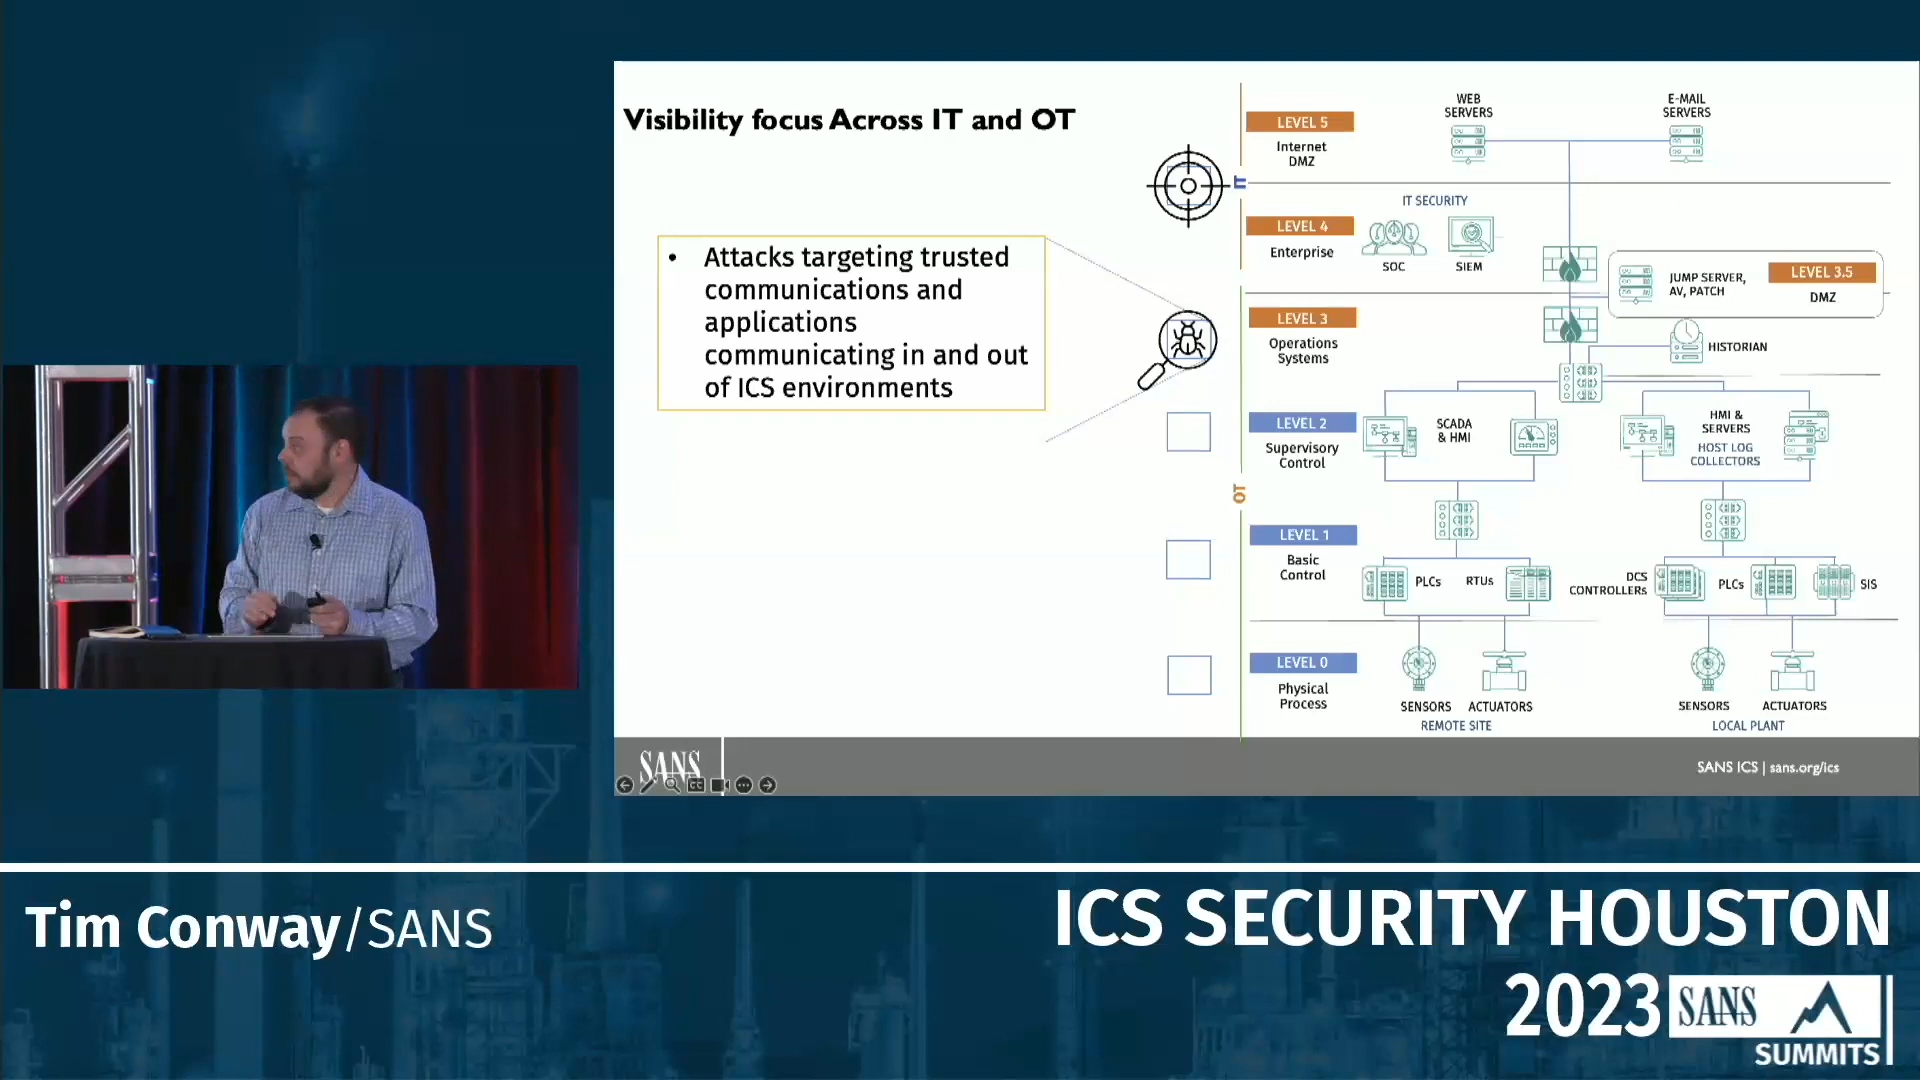 Visibility focus Across IT and OT
• Attacks targeting trusted
communications and
applications
communicating in and out
of ICS environments
IT
OT
LEVEL 5
Internet
DMZ
WEB
SERVERS
E-MAIL
SERVERS
LEVEL 4
Enterprise
IT SECURITY
SOC
SIEM
JUMP SERVER,
AV, PATCH
LEVEL 3.5
DMZ
LEVEL 3
Operations
Systems
HISTORIAN
LEVEL 2
Supervisory
Control
SCADA
& HMI
HMI &
SERVERS
HOST LOG
COLLECTORS
LEVEL 1
Basic
Control
PLCs
RTUs
DCS
CONTROLLERs
PLCs
SIS
LEVEL 0
Physical
Process
SENSORS
ACTUATORS
REMOTE SITE
SENSORS
ACTUATORS
LOCAL PLANT
SANS
CC
SANS ICS | sans.org/ics
Tim Conway/SANS
ICS SECURITY HOUSTON
2023
SANS
SUMMITS